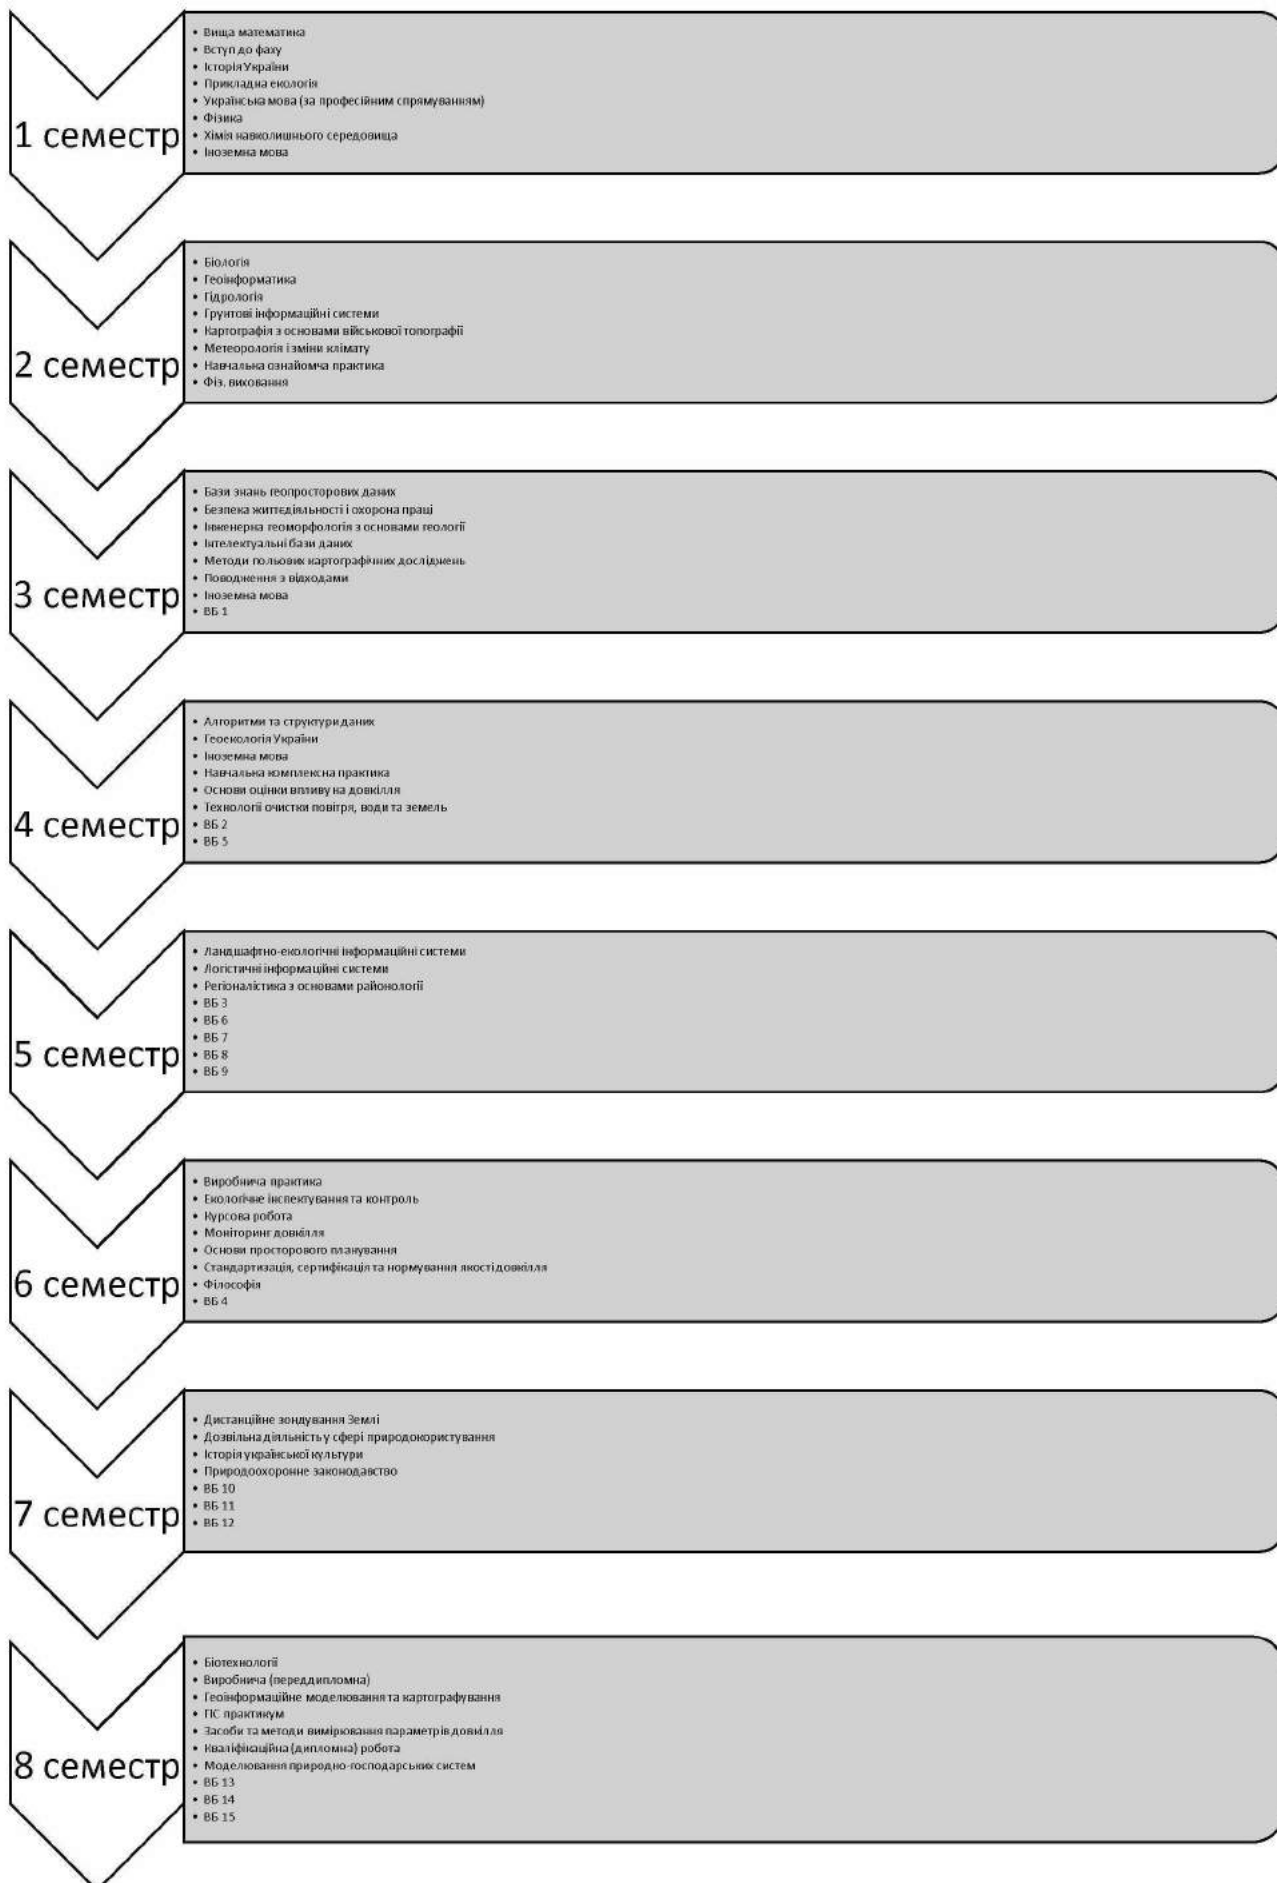 1 семестр
• Вища математика
• Вступ до фаху
• Історія України
• Прикладна екологія
• Українська мова (за професійним спрямуванням)
• Фізика
• Хімія навколишнього середовища
• Іноземна мова
2 семестр
• Біологія
• Геоінформатика
• Гідрологія
• Грунтові інформаційні системи
• Картографія з основами військової топографії
• Метеорологія і зміни клімату
• Навчальна ознайомча практика
• Фіз. виховання
3 семестр
• Бази знань геопросторових даних
• Безпека життєдіяльності і охорона праці
• Інженерна геоморфологія з основами геології
• Інтелектуальні бази даних
• Методи польових картографічних досліджень
• Поводження з відходами
• Іноземна мова
• ВБ 1
4 семестр
• Алгоритми та структури даних
• Геоекологія України
• Іноземна мова
• Навчальна комплексна практика
• Основи оцінки впливу на довкілля
• Технології очистки повітря, води та земель
• ВБ 2
• ВБ 5
5 семестр
• Ландшафтно-екологічні інформаційні системи
• Логістичні інформаційні системи
• Регіоналістика з основами районології
• ВБ 3
• ВБ 6
• ВБ 7
• ВБ 8
• ВБ 9
6 семестр
• Виробнича практика
• Екологічне інспектування та контроль
• Курсова робота
• Моніторинг довкілля
• Основи просторового планування
• Стандартизація, сертифікація та нормування якості довкілля
• Філософія
• ВБ 4
7 семестр
• Дистанційне зондування Землі
• Дозвільна діяльність у сфері природокористування
• Історія української культури
• Природоохоронне законодавство
• ВБ 10
• ВБ 11
• ВБ 12
8 семестр
• Біотехнології
• Виробнича (переддипломна)
• Геоінформаційне моделювання та картографування
• ГІС практикум
• Засоби та методи вимірювання параметрів довкілля
• Кваліфікаційна (дипломна) робота
• Моделювання природно-господарських систем
• ВБ 13
• ВБ 14
• ВБ 15